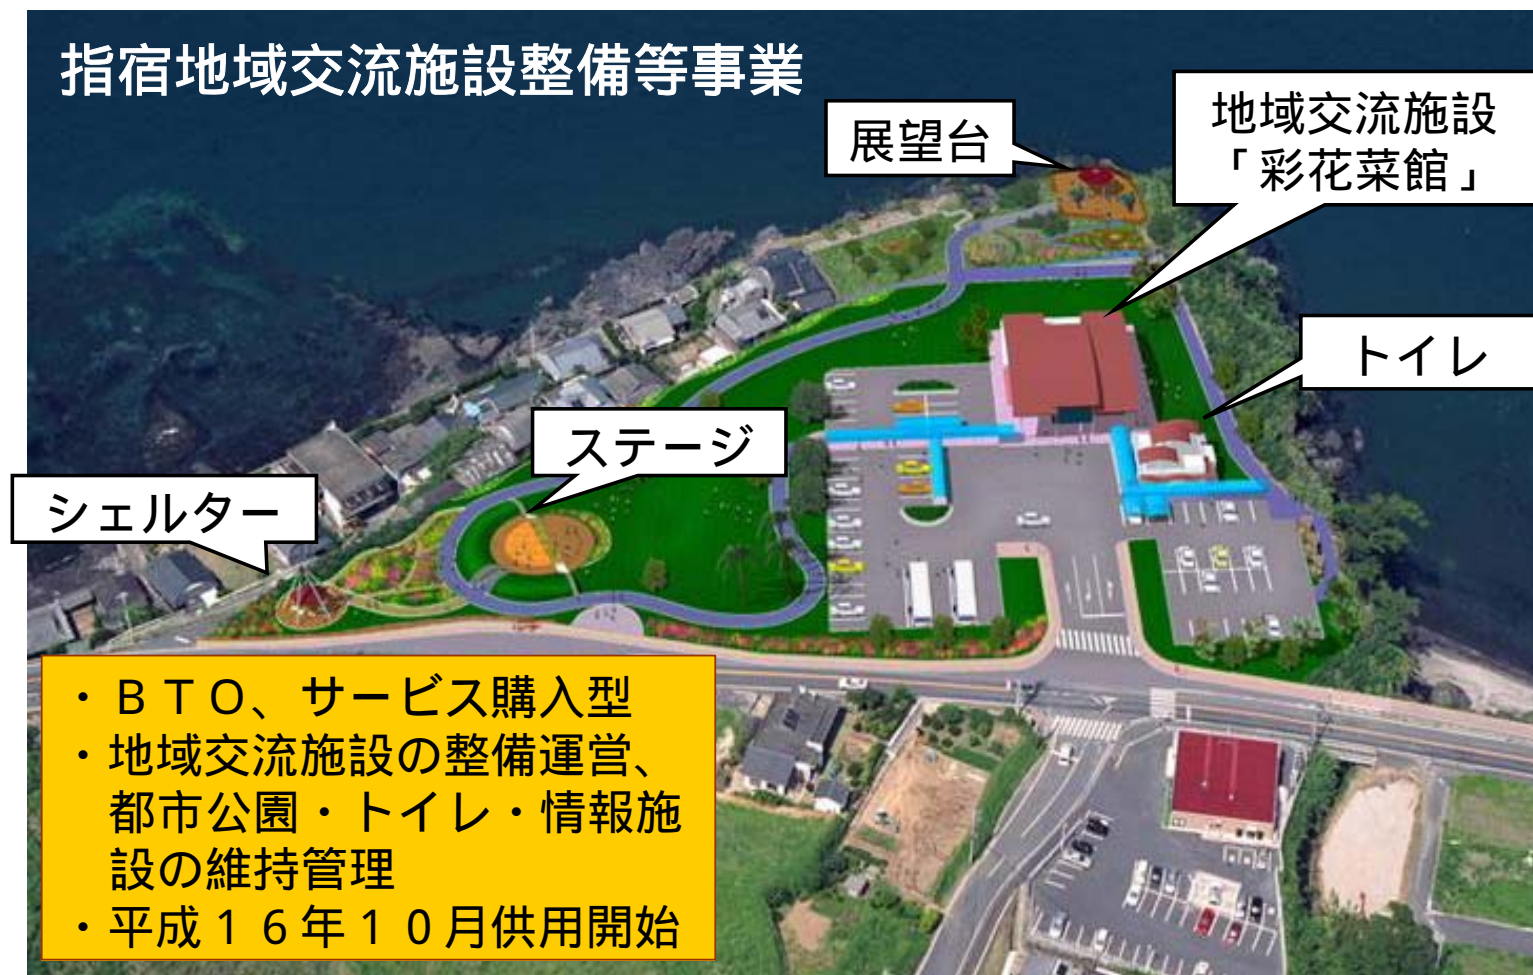 指宿地域交流施設整備等事業
展望台
地域交流施設
「彩花菜館」
トイレ
ステージ
シェルター
・ＢＴＯ、サービス購入型
・地域交流施設の整備運営、
都市公園・トイレ・情報施
設の維持管理
・平成１６年１０月供用開始